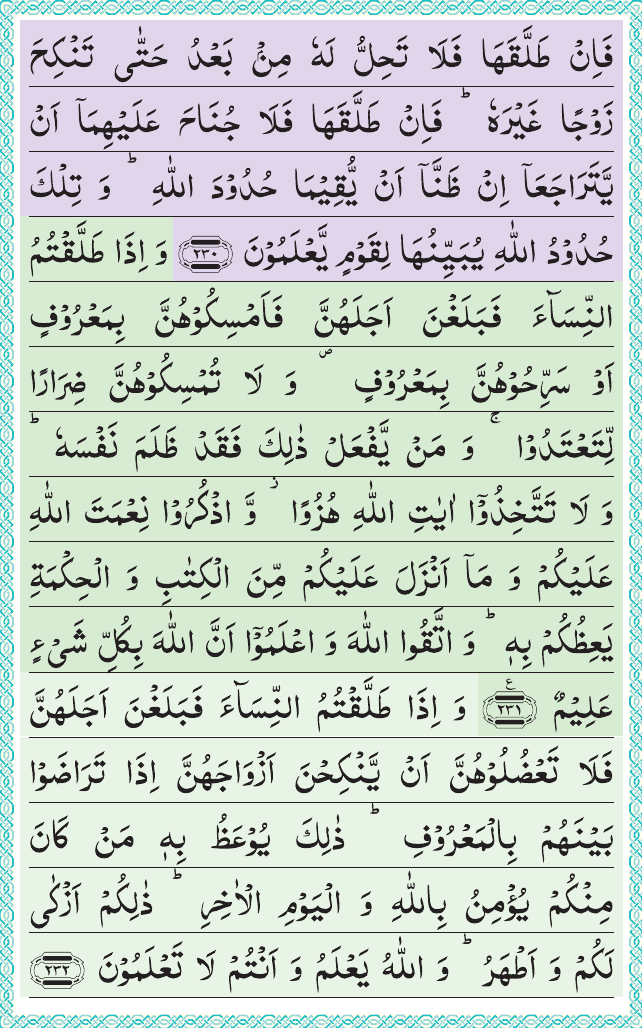 فَاِنۡ طَلَّقَهَا فَلَا تَحِلُّ لَهٗ مِنۡۢ بَعۡدُ حَتّٰى تَنۡكِحَ
زَوۡجًا غَيۡرَهٗ ؕ فَاِنۡ طَلَّقَهَا فَلَا جُنَاحَ عَلَيۡهِمَاۤ اَنۡ
يَّتَرَاجَعَاۤ اِنۡ ظَنَّاۤ اَنۡ يُّقِيۡمَا حُدُوۡدَ اللّٰهِ ؕ وَ تِلۡكَ
حُدُوۡدُ اللّٰهِ يُبَيِّنُهَا لِقَوۡمٍ يَّعۡلَمُوۡنَ ﴿۲۳۰﴾ وَ اِذَا طَلَّقۡتُمُ
النِّسَآءَ فَبَلَغۡنَ اَجَلَهُنَّ فَاَمۡسِكُوۡهُنَّ بِمَعۡرُوۡفٍ
اَوۡ سَرِّحُوۡهُنَّ بِمَعۡرُوۡفٍ ۪ وَ لَا تُمۡسِكُوۡهُنَّ ضِرَارًا
لِّتَعۡتَدُوۡا ۚ وَ مَنۡ يَّفۡعَلۡ ذٰلِكَ فَقَدۡ ظَلَمَ نَفۡسَهٗ ؕ
وَ لَا تَتَّخِذُوۡۤا اٰيٰتِ اللّٰهِ هُزُوًا ۫ وَّ اذۡكُرُوۡا نِعۡمَتَ اللّٰهِ
عَلَيۡكُمۡ وَ مَاۤ اَنۡزَلَ عَلَيۡكُمۡ مِّنَ الۡكِتٰبِ وَ الۡحِكۡمَةِ
يَعِظُكُمۡ بِهٖ ؕ وَ اتَّقُوا اللّٰهَ وَ اعۡلَمُوۡۤا اَنَّ اللّٰهَ بِكُلِّ شَىۡءٍ
عَلِيۡمٌ ﴿۲۳۱﴾ع وَ اِذَا طَلَّقۡتُمُ النِّسَآءَ فَبَلَغۡنَ اَجَلَهُنَّ
فَلَا تَعۡضُلُوۡهُنَّ اَنۡ يَّنۡكِحۡنَ اَزۡوَاجَهُنَّ اِذَا تَرَاضَوۡا
بَيۡنَهُمۡ بِالۡمَعۡرُوۡفِ ؕ ذٰلِكَ يُوۡعَظُ بِهٖ مَنۡ كَانَ
مِنۡكُمۡ يُؤۡمِنُ بِاللّٰهِ وَ الۡيَوۡمِ الۡاٰخِرِ ؕ ذٰلِكُمۡ اَزۡكٰى
لَكُمۡ وَ اَطۡهَرُ ؕ وَ اللّٰهُ يَعۡلَمُ وَ اَنۡتُمۡ لَا تَعۡلَمُوۡنَ ﴿۲۳۲﴾